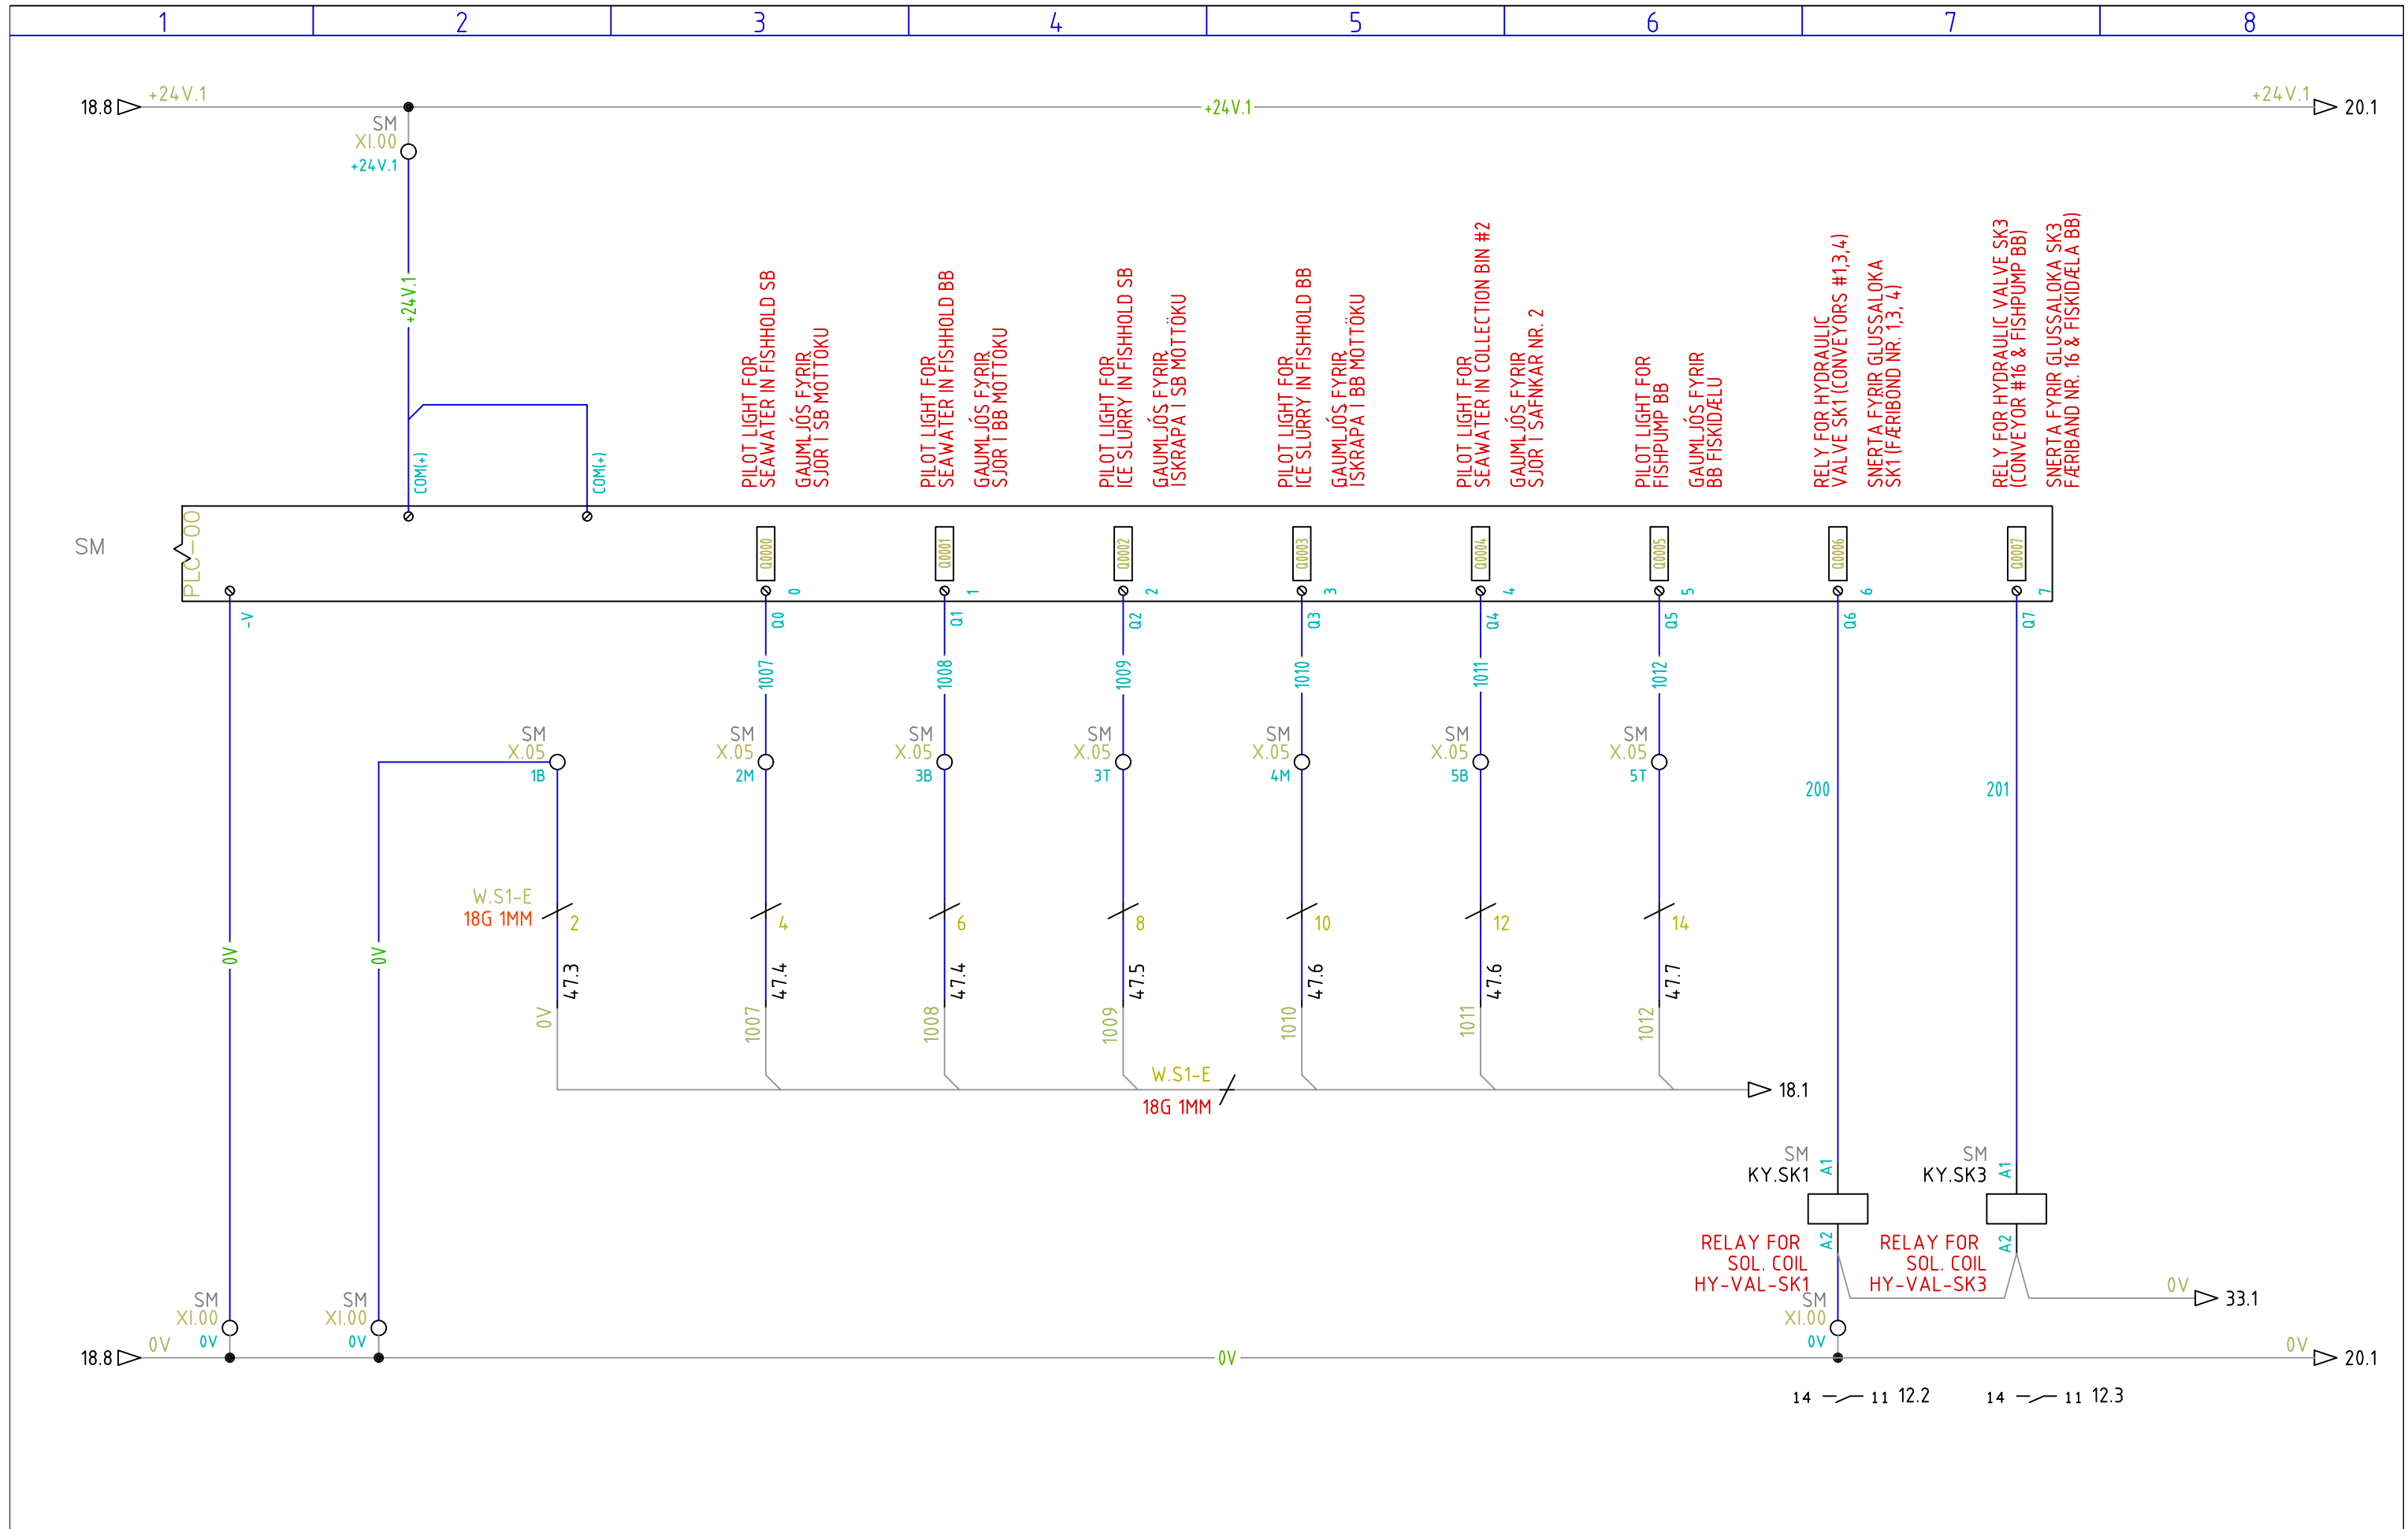 1 2 3 4 5 6 7 8
18.8 +24V.1 +24V.1 +24V.1 20.1
SM
XI.00
+24V.1
+24V.1
COM(+) COM(+)
PILOT LIGHT FOR
SEAWATER IN FISHHOLD SB
GAUMLJÓS FYRIR
SJÓR Í SB MÓTTÖKU
PILOT LIGHT FOR
SEAWATER IN FISHHOLD BB
GAUMLJÓS FYRIR
SJÓR Í BB MÓTTÖKU
PILOT LIGHT FOR
ICE SLURRY IN FISHHOLD SB
GAUMLJÓS FYRIR
ÍSKRAPA Í SB MÓTTÖKU
PILOT LIGHT FOR
ICE SLURRY IN FISHHOLD BB
GAUMLJÓS FYRIR
ÍSKRAPA Í BB MÓTTÖKU
PILOT LIGHT FOR
SEAWATER IN COLLECTION BIN #2
GAUMLJÓS FYRIR
SJÓR Í SAFNKAR NR. 2
PILOT LIGHT FOR
FISHPUMP BB
GAUMLJÓS FYRIR
BB FISKIDÆLU
RELY FOR HYDRAULIC
VALVE SK1 (CONVEYORS #1,3,4)
SNERTA FYRIR GLUSSALOKA
SK1 (FÆRIBÖND NR. 1,3, 4)
RELY FOR HYDRAULIC VALVE SK3
(CONVEYOR #16 & FISHPUMP BB)
SNERTA FYRIR GLUSSALOKA SK3
FÆRIBAND NR. 16 & FISKIDÆLA BB)
SM
PLC-00
Q0000 Q0001 Q0002 Q0003 Q0004 Q0005 Q0006 Q0007
0 1 2 3 4 5 6 7
-V Q0 Q1 Q2 Q3 Q4 Q5 Q6 Q7
1007 1008 1009 1010 1011 1012
SM SM SM SM SM SM SM
X.05 X.05 X.05 X.05 X.05 X.05 X.05
1B 2M 3B 3T 4M 5B 5T
200 201
W.S1-E
18G 1MM
2 4 6 8 10 12 14
0V 0V
47.3 47.4 47.4 47.5 47.6 47.6 47.7
0V 1007 1008 1009 1010 1011 1012
W.S1-E
18G 1MM
18.1
SM
KY.SK1
A1
A2
RELAY FOR
SOL. COIL
HY-VAL-SK1
SM
KY.SK3
A1
A2
RELAY FOR
SOL. COIL
HY-VAL-SK3
0V 33.1
SM SM SM
XI.00 XI.00 XI.00
0V 0V 0V
18.8 0V 0V 0V 20.1
14 11 12.2 14 11 12.3